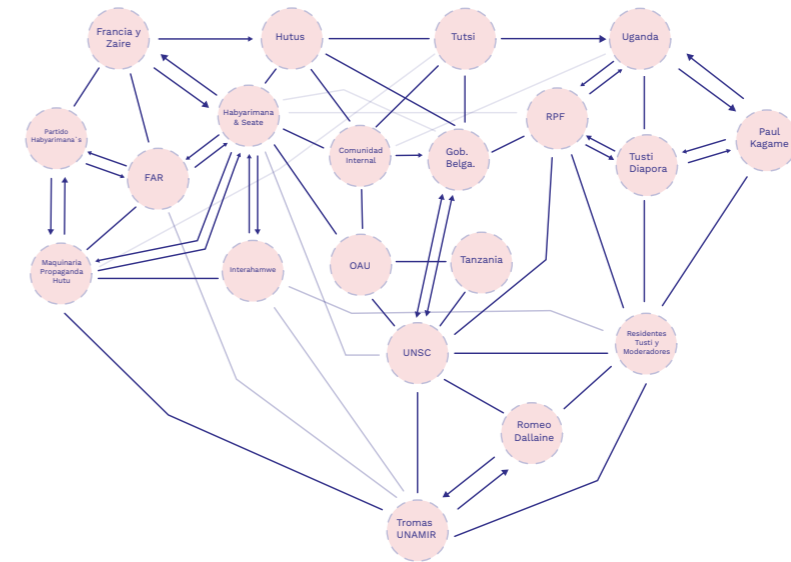 Francia y
Zaire
Hutus
Tutsi
Uganda
Partido
Habyarimana´s
Habyarimana
& Seate
RPF
Paul
Kagame
FAR
Comunidad
Internal
Gob.
Belga.
Tusti
Diapora
Maquinaria
Propaganda
Hutu
Interahamwe
OAU
Tanzania
UNSC
Residentes
Tusti y
Moderadores
Romeo
Dallaine
Tromas
UNAMIR